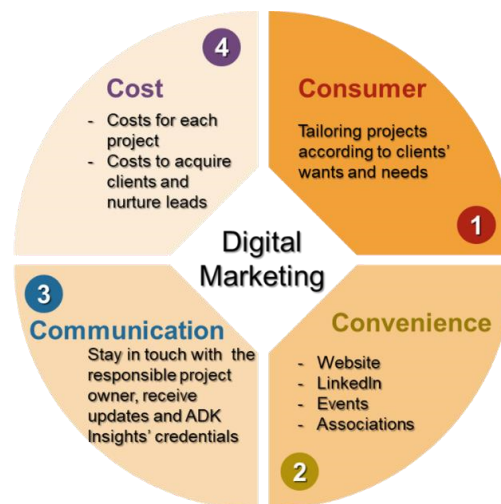 4
Cost
- Costs for each
project
- Costs to acquire
clients and
nurture leads
Consumer
Tailoring projects
according to clients'
wants and needs
1
Digital
Marketing
3
Communication
Stay in touch with the
responsible project
owner, receive
updates and ADK
Insights' credentials
Convenience
- Website
- LinkedIn
- Events
- Associations
2